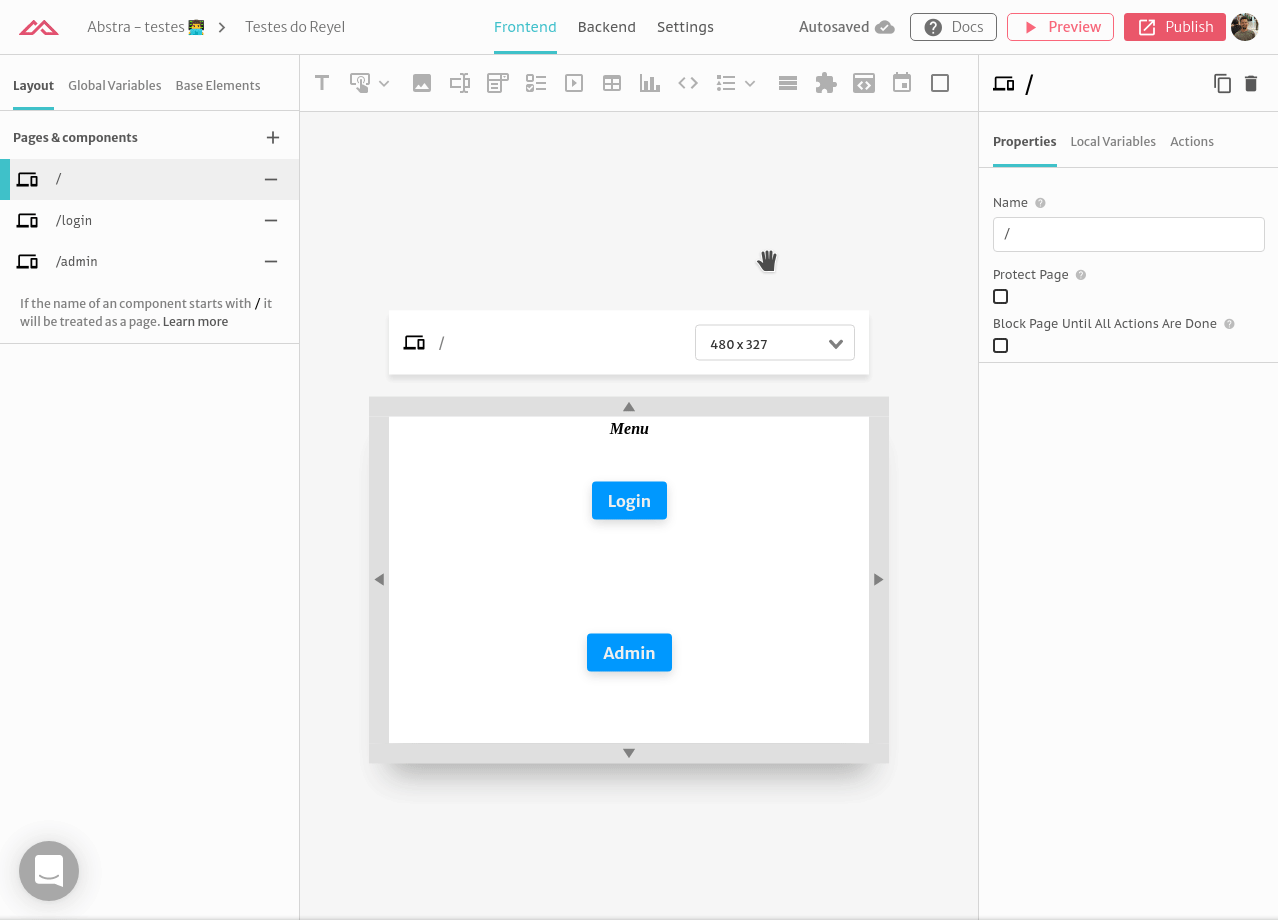 Abstra – testes 👨‍💻 Testes do Reyel
Frontend Backend Settings
Autosaved Docs Preview Publish
Layout Global Variables Base Elements
Pages & components
/
/login
/admin
If the name of an component starts with / it
will be treated as a page. Learn more
/ 480 x 327
Menu
Login
Admin
/
Properties Local Variables Actions
Name
/
Protect Page
Block Page Until All Actions Are Done